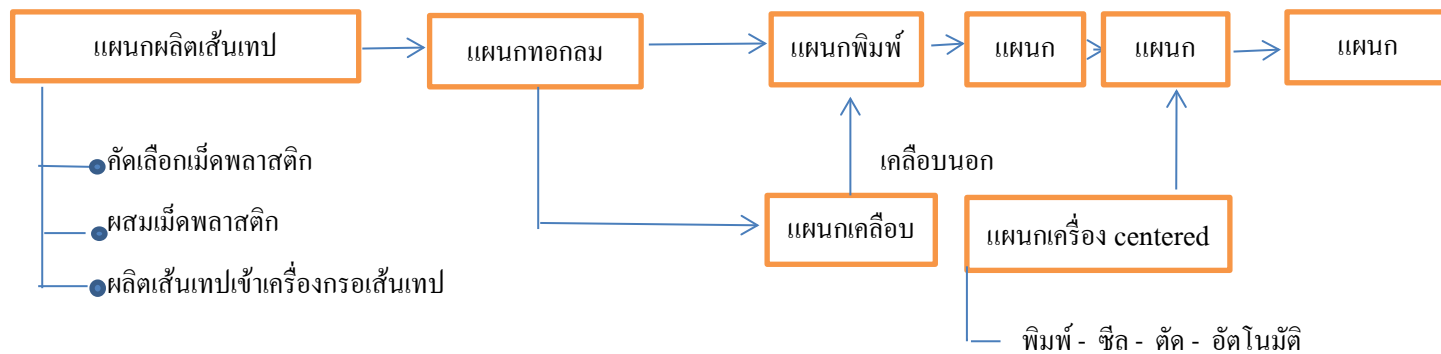 แผนกผลิตเส้นเทป
แผนกทอกลม
แผนกพิมพ์
แผนก
แผนก
แผนก
คัดเลือกเม็ดพลาสติก
เคลือบนอก
ผสมเม็ดพลาสติก
แผนกเคลือบ
แผนกเครื่อง centered
ผลิตเส้นเทปเข้าเครื่องกรอเส้นเทป
พิมพ์ - ซีล - ตัด - อัตโนมัติ